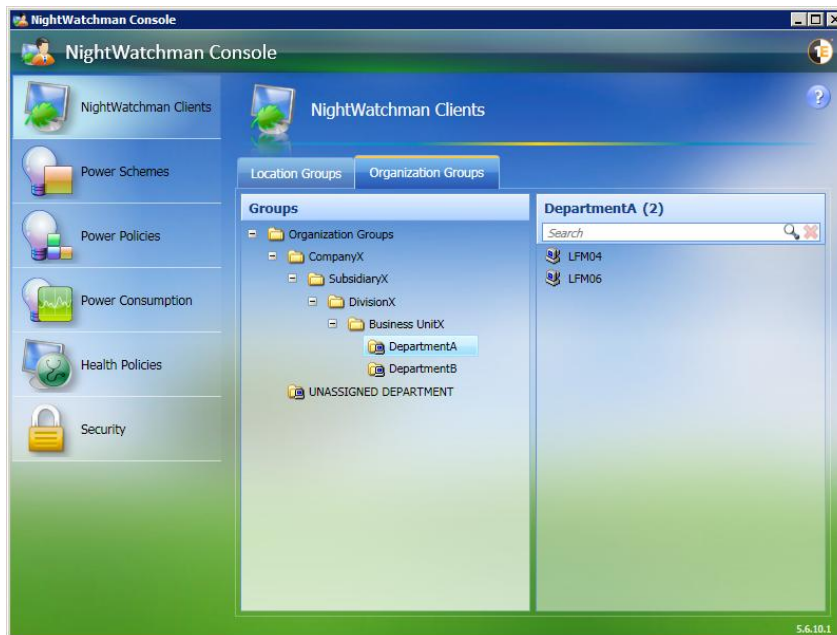 NightWatchman Console
NightWatchman Console
1E
NightWatchman Clients
Power Schemes
Power Policies
Power Consumption
Health Policies
Security
NightWatchman Clients
?
Location Groups
Organization Groups
Groups
Organization Groups
CompanyX
SubsidiaryX
DivisionX
Business UnitX
DepartmentA
DepartmentB
UNASSIGNED DEPARTMENT
DepartmentA (2)
Search
LFM04
LFM06
5.6.10.1